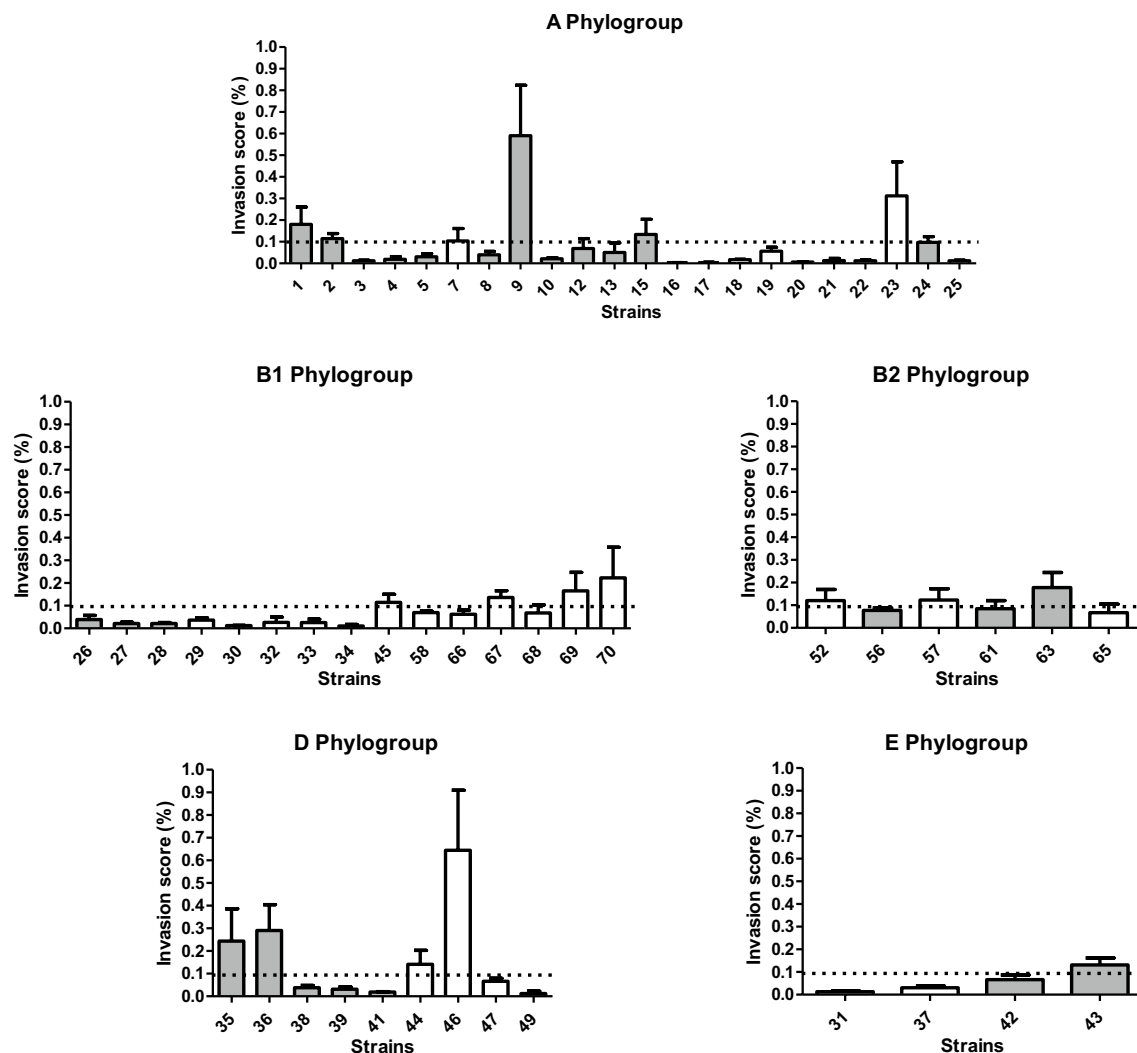 A Phylogroup
Invasion score (%)
1.0
0.9
0.8
0.7
0.6
0.5
0.4
0.3
0.2
0.1
0.0
1 2 3 4 5 7 8 9 10 12 13 15 16 17 18 19 20 21 22 23 24 25
Strains
B1 Phylogroup
Invasion score (%)
1.0
0.9
0.8
0.7
0.6
0.5
0.4
0.3
0.2
0.1
0.0
26 27 28 29 30 32 33 34 45 58 66 67 68 69 70
Strains
B2 Phylogroup
Invasion score (%)
1.0
0.9
0.8
0.7
0.6
0.5
0.4
0.3
0.2
0.1
0.0
52 56 57 61 63 65
Strains
D Phylogroup
Invasion score (%)
1.0
0.9
0.8
0.7
0.6
0.5
0.4
0.3
0.2
0.1
0.0
35 36 38 39 41 44 46 47 49
Strains
E Phylogroup
Invasion score (%)
1.0
0.9
0.8
0.7
0.6
0.5
0.4
0.3
0.2
0.1
0.0
31 37 42 43
Strains